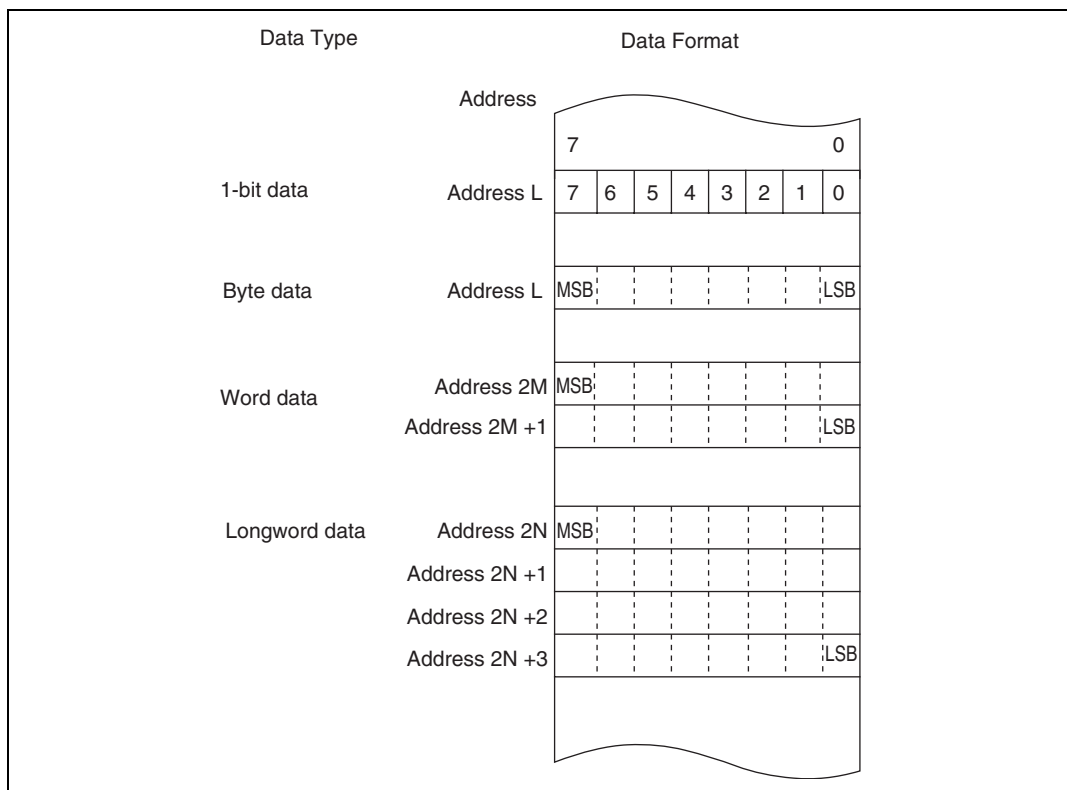 Data Type Data Format
Address
7 0
1-bit data Address L 7 6 5 4 3 2 1 0
Byte data Address L MSB LSB
Address 2M MSB
Word data
Address 2M +1 LSB
Longword data Address 2N MSB
Address 2N +1
Address 2N +2
Address 2N +3 LSB